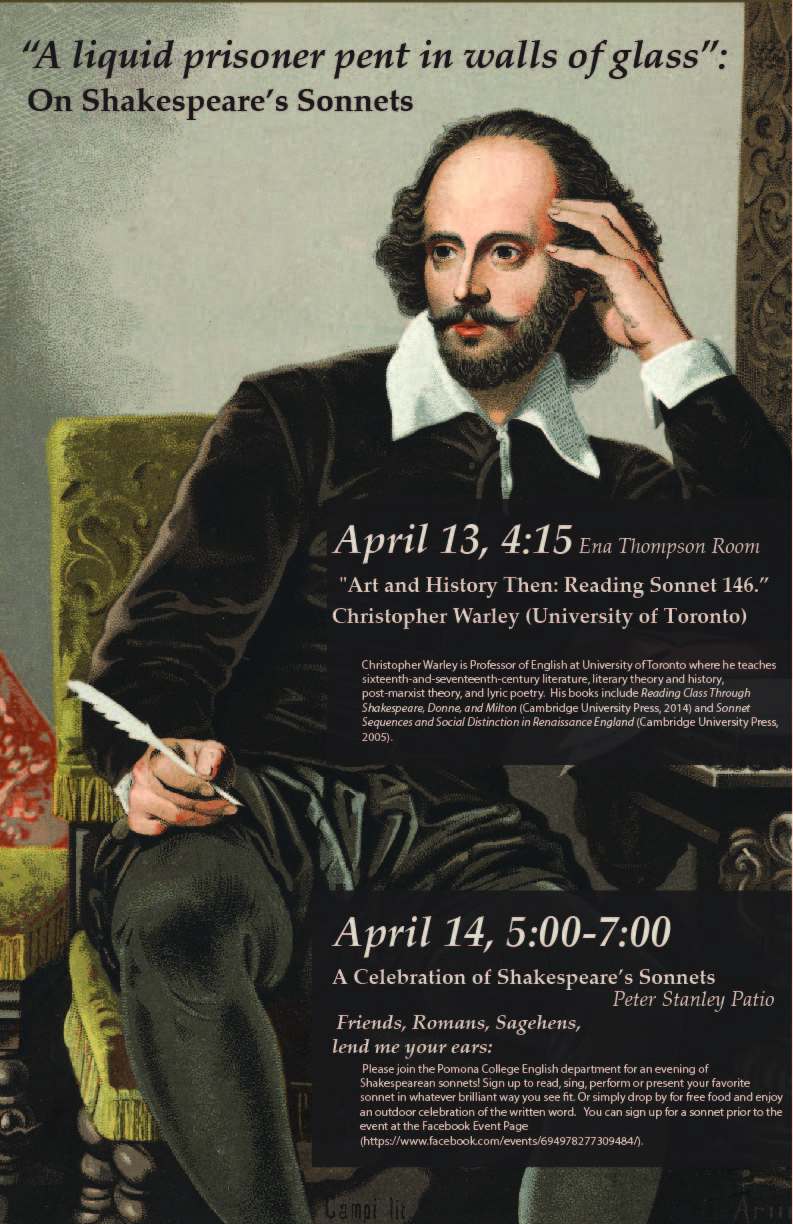 “A liquid prisoner pent in walls of glass”:
On Shakespeare’s Sonnets
April 13, 4:15 Ena Thompson Room
"Art and History Then: Reading Sonnet 146.”
Christopher Warley (University of Toronto)
Christopher Warley is Professor of English at University of Toronto where he teaches
sixteenth-and-seventeenth-century literature, literary theory and history,
post-marxist theory, and lyric poetry. His books include Reading Class Through
Shakespeare, Donne, and Milton (Cambridge University Press, 2014) and Sonnet
Sequences and Social Distinction in Renaissance England (Cambridge University Press,
2005).
April 14, 5:00-7:00
A Celebration of Shakespeare’s Sonnets
Peter Stanley Patio
Friends, Romans, Sagehens,
lend me your ears:
Please join the Pomona College English department for an evening of
Shakespearean sonnets! Sign up to read, sing, perform or present your favorite
sonnet in whatever brilliant way you see fit. Or simply drop by for free food and enjoy
an outdoor celebration of the written word. You can sign up for a sonnet prior to the
event at the Facebook Event Page
(https://www.facebook.com/events/694978277309484/).
Campi lit